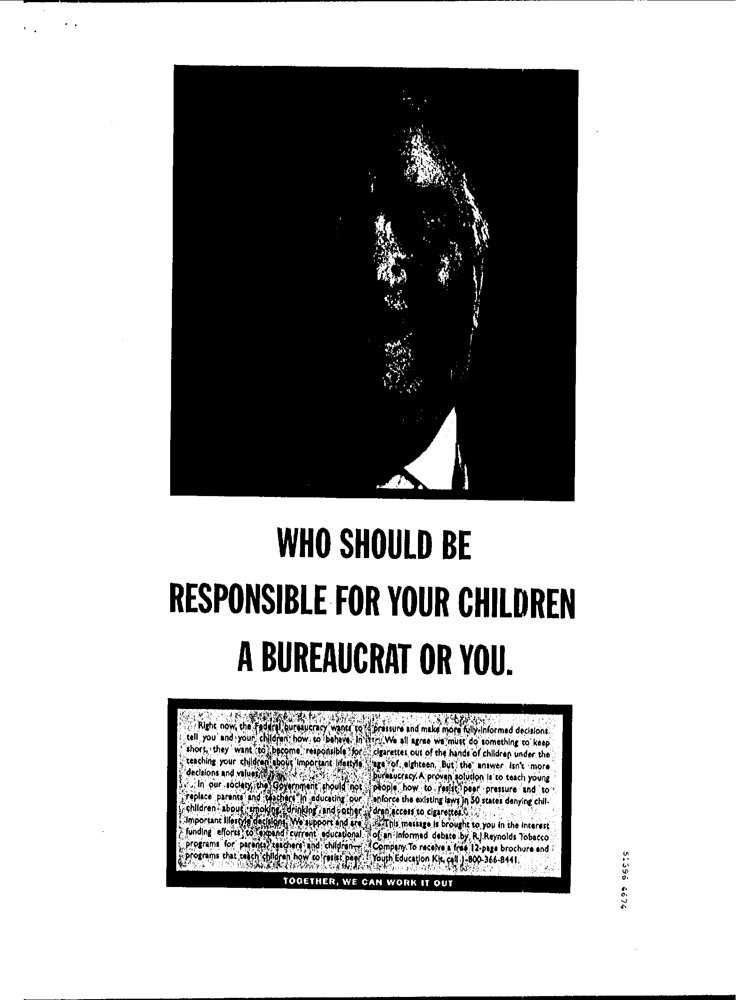 WHO SHOULD BE
RESPONSIBLE FOR YOUR CHILDREN
A BUREAUCRAT OR YOU.
Right now, the Federal bureaucracy wants to
tell you and your children how to behave. In
short, they want to become responsible for
teaching your children about important lifestyle
decisions and values.
In our society, the Government should not
replace parents and teachers in educating our
children about smoking, drinking and other
important lifestyle decisions. We support and are
funding efforts to expand current educational
programs for parents, teachers and children—
programs that teach children how to resist peer
pressure and make more fully-informed decisions.
We all agree we must do something to keep
cigarettes out of the hands of children under the
age of eighteen. But the answer isn't more
bureaucracy. A proven solution is to teach young
people how to resist peer pressure and to
enforce the existing laws in 50 states denying chil-
dren access to cigarettes.
This message is brought to you in the interest
of an informed debate by R.J.Reynolds Tobacco
Company. To receive a free 12-page brochure and
Youth Education Kit, call 1-800-366-8441.
TOGETHER, WE CAN WORK IT OUT
51396 6674